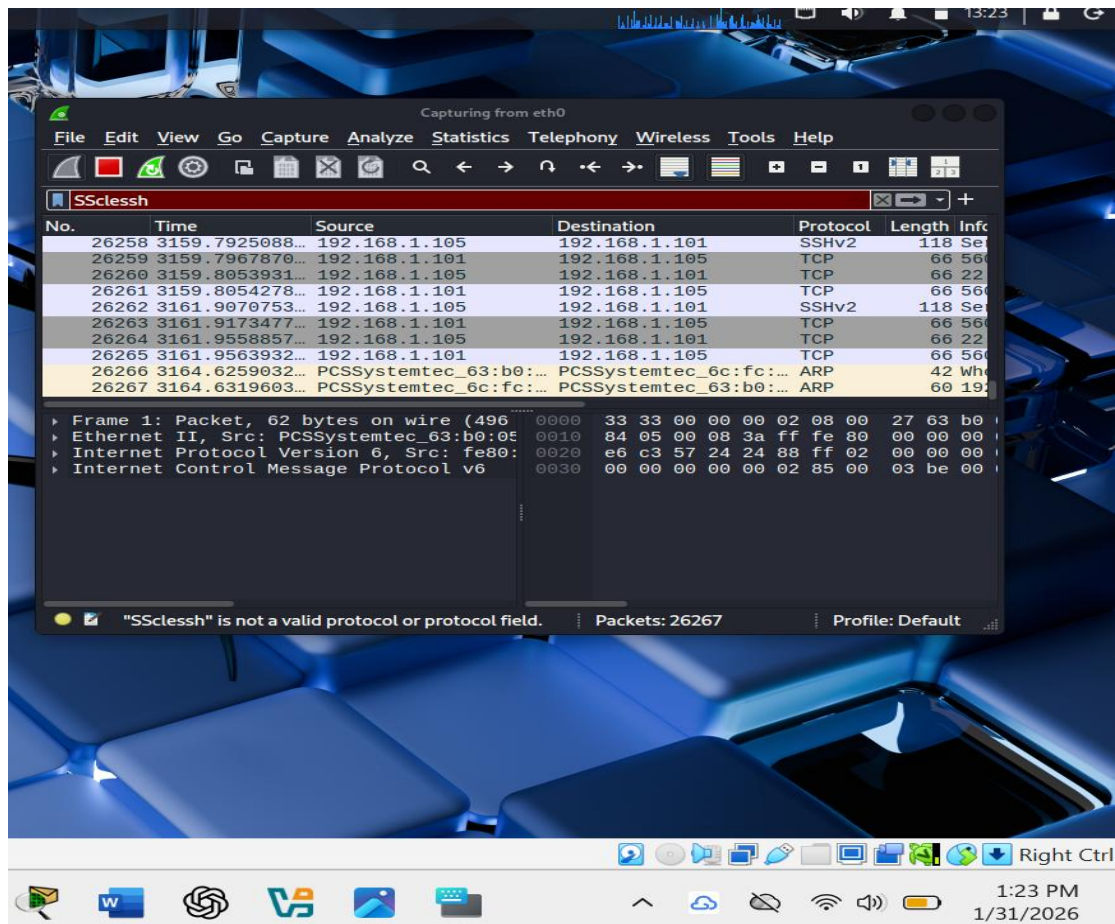 13:23
Capturing from eth0
File Edit View Go Capture Analyze Statistics Telephony Wireless Tools Help
SSclessh
No. Time Source Destination Protocol Length Info
26258 3159.7925088… 192.168.1.105 192.168.1.101 SSHv2 118 Ser
26259 3159.7967870… 192.168.1.101 192.168.1.105 TCP 66 560
26260 3159.8053931… 192.168.1.105 192.168.1.101 TCP 66 22
26261 3159.8054278… 192.168.1.101 192.168.1.105 TCP 66 560
26262 3161.9070753… 192.168.1.105 192.168.1.101 SSHv2 118 Ser
26263 3161.9173477… 192.168.1.101 192.168.1.105 TCP 66 560
26264 3161.9558857… 192.168.1.105 192.168.1.101 TCP 66 22
26265 3161.9563932… 192.168.1.101 192.168.1.105 TCP 66 560
26266 3164.6259032… PCSSystemtec_63:b0:… PCSSystemtec_6c:fc:… ARP 42 Who
26267 3164.6319603… PCSSystemtec_6c:fc:… PCSSystemtec_63:b0:… ARP 60 192
Frame 1: Packet, 62 bytes on wire (496
Ethernet II, Src: PCSSystemtec_63:b0:05
Internet Protocol Version 6, Src: fe80:
Internet Control Message Protocol v6
0000 33 33 00 00 00 02 08 00 27 63 b0
0010 84 05 00 08 3a ff fe 80 00 00 00
0020 e6 c3 57 24 24 88 ff 02 00 00 00
0030 00 00 00 00 00 02 85 00 03 be 00
"SSclessh" is not a valid protocol or protocol field. Packets: 26267 Profile: Default
Right Ctrl
1:23 PM
1/31/2026